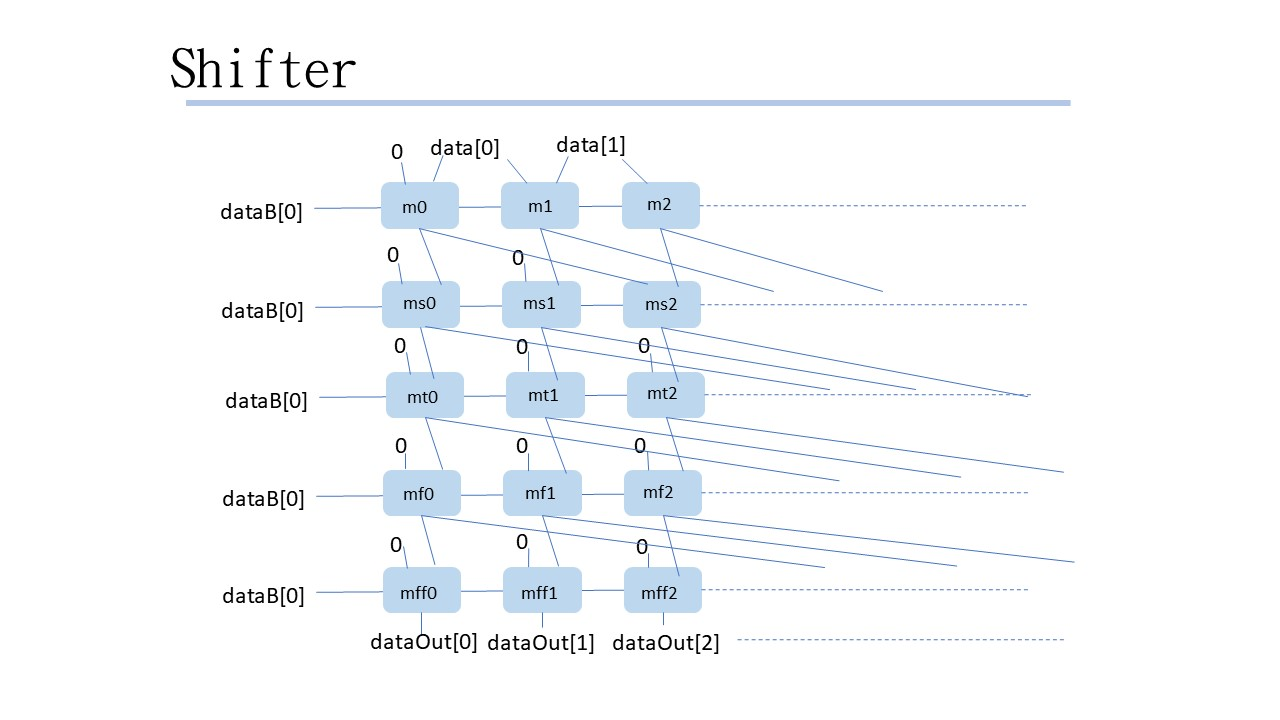 Shifter
0 data[0] data[1]
dataB[0] m0 m1 m2
0 0
dataB[0] ms0 ms1 ms2
0 0 0
dataB[0] mt0 mt1 mt2
0 0 0
dataB[0] mf0 mf1 mf2
0 0 0
dataB[0] mff0 mff1 mff2
dataOut[0] dataOut[1] dataOut[2]